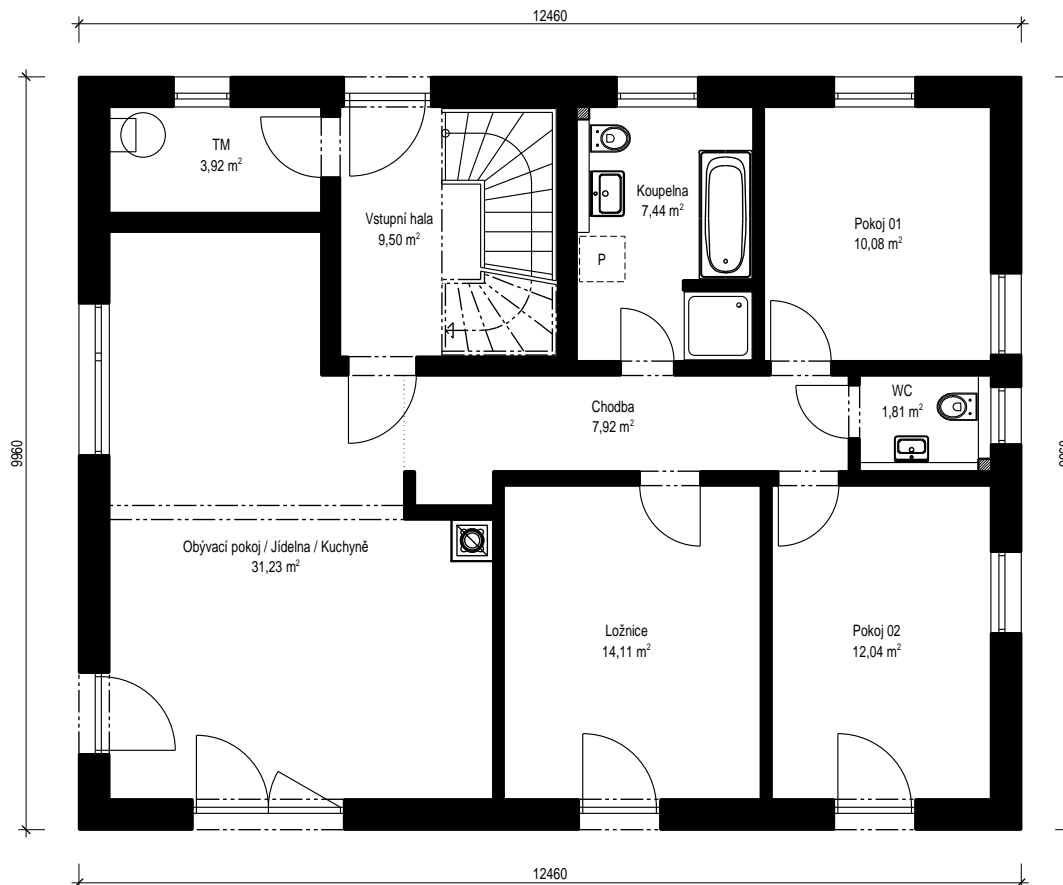 12460
TM
3,92 m²
Vstupní hala
9,50 m²
D
Koupelna
7,44 m²
P
Pokoj 01
10,08 m²
Chodba
7,92 m²
WC
1,81 m²
9960
Obývací pokoj / Jídelna / Kuchyně
31,23 m²
Ložnice
14,11 m²
Pokoj 02
12,04 m²
12460